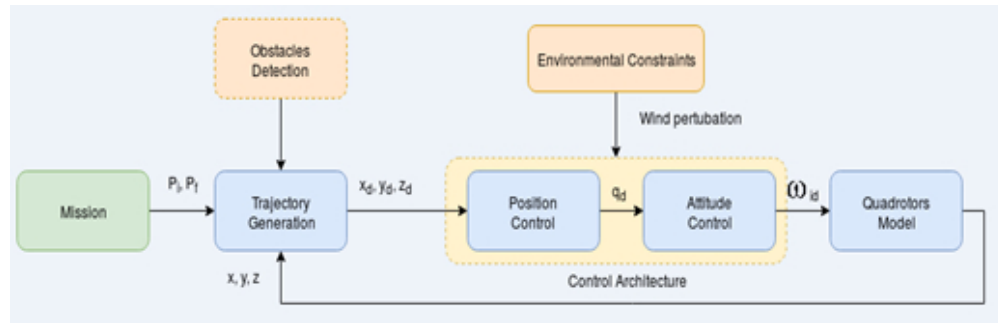 Obstacles
Detection
Environmental Constraints
Wind pertubation
Mission
Pi, Pf
Trajectory
Generation
xd, yd, zd
Position
Control
qd
Attitude
Control
ω id
Quadrotors
Model
x, y, z
Control Architecture